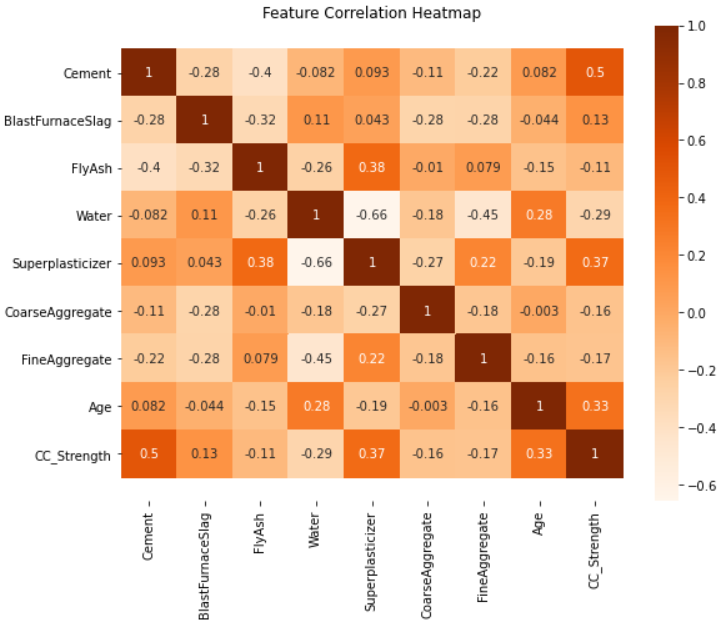 Feature Correlation Heatmap
Cement 1 -0.28 -0.4 -0.082 0.093 -0.11 -0.22 0.082 0.5
BlastFurnaceSlag -0.28 1 -0.32 0.11 0.043 -0.28 -0.28 -0.044 0.13
FlyAsh -0.4 -0.32 1 -0.26 0.38 -0.01 0.079 -0.15 -0.11
Water -0.082 0.11 -0.26 1 -0.66 -0.18 -0.45 0.28 -0.29
Superplasticizer 0.093 0.043 0.38 -0.66 1 -0.27 0.22 -0.19 0.37
CoarseAggregate -0.11 -0.28 -0.01 -0.18 -0.27 1 -0.18 -0.003 -0.16
FineAggregate -0.22 -0.28 0.079 -0.45 0.22 -0.18 1 -0.16 -0.17
Age 0.082 -0.044 -0.15 0.28 -0.19 -0.003 -0.16 1 0.33
CC_Strength 0.5 0.13 -0.11 -0.29 0.37 -0.16 -0.17 0.33 1
Cement
BlastFurnaceSlag
FlyAsh
Water
Superplasticizer
CoarseAggregate
FineAggregate
Age
CC_Strength
1.0
0.8
0.6
0.4
0.2
0.0
−0.2
−0.4
−0.6